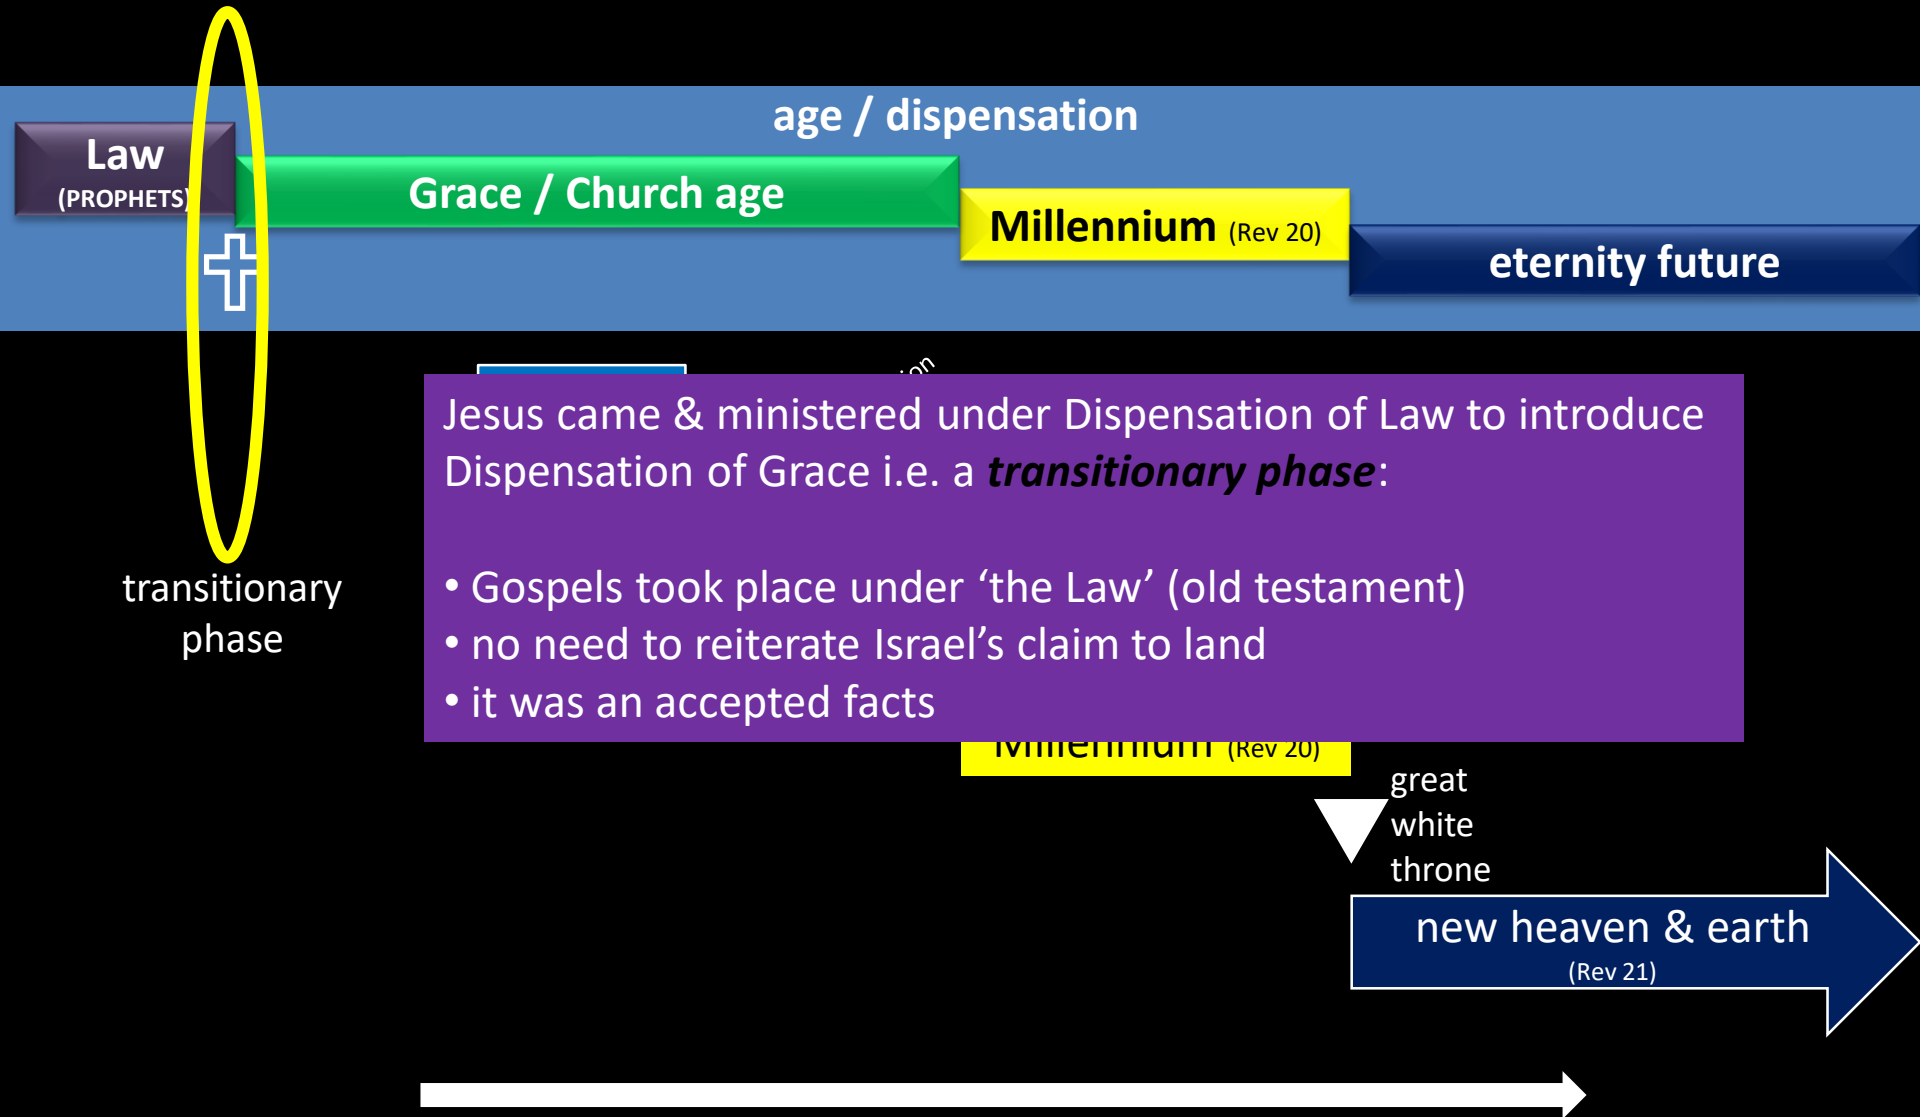 age / dispensation
Law
(PROPHETS)
Grace / Church age
Millennium (Rev 20)
eternity future
Jesus came & ministered under Dispensation of Law to introduce
Dispensation of Grace i.e. a transitionary phase:
• Gospels took place under ‘the Law’ (old testament)
• no need to reiterate Israel’s claim to land
• it was an accepted facts
transitionary
phase
Millennium (Rev 20)
great
white
throne
new heaven & earth
(Rev 21)